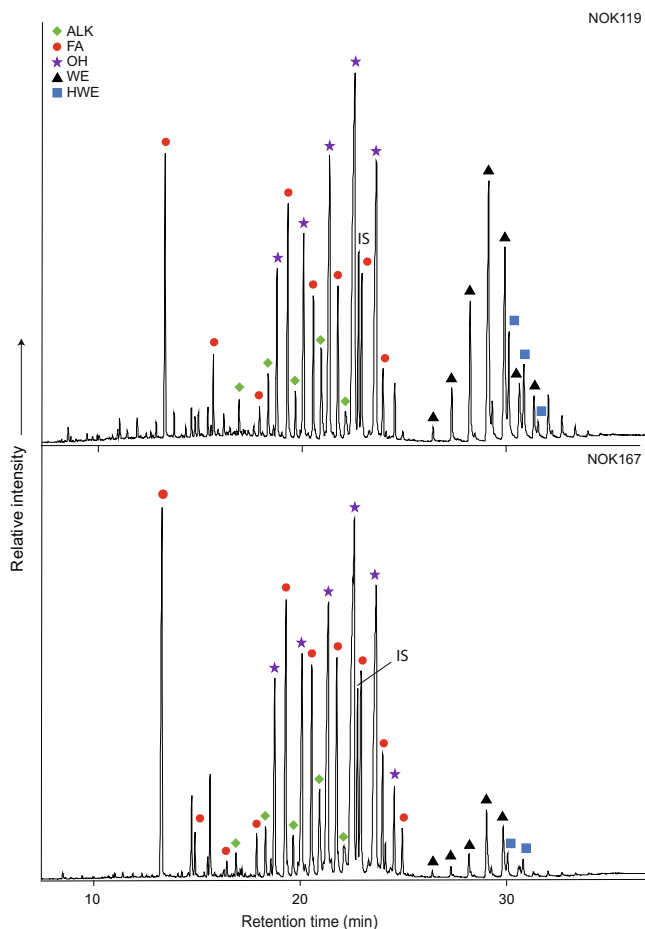 NOK119
ALK
FA
OH
WE
HWE
IS
NOK167
IS
Relative intensity
10 20 30
Retention time (min)